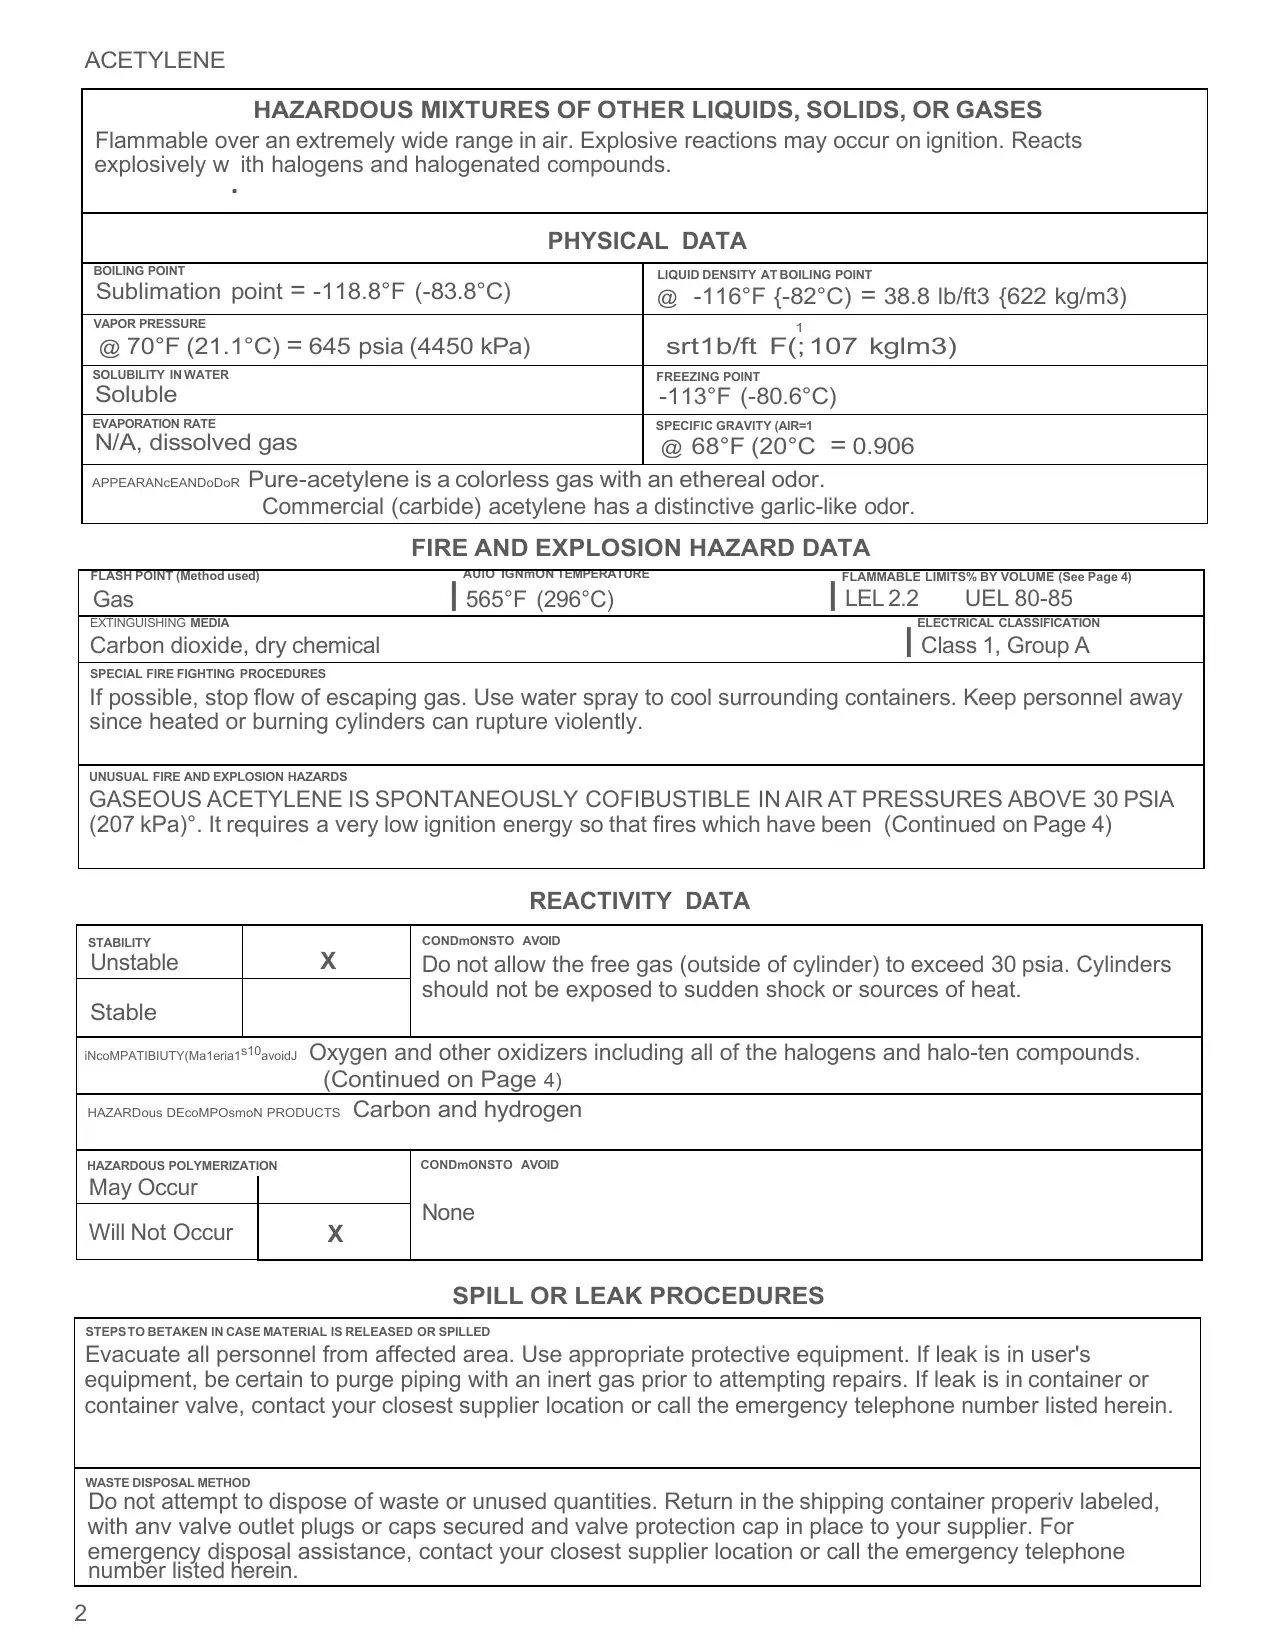 ACETYLENE
HAZARDOUS MIXTURES OF OTHER LIQUIDS, SOLIDS, OR GASES
Flammable over an extremely wide range in air. Explosive reactions may occur on ignition. Reacts
explosively w ith halogens and halogenated compounds.
.
PHYSICAL DATA
BOILING POINT
Sublimation point = -118.8°F (-83.8°C)
LIQUID DENSITY AT BOILING POINT
@ -116°F {-82°C) = 38.8 lb/ft3 {622 kg/m3)
VAPOR PRESSURE
@ 70°F (21.1°C) = 645 psia (4450 kPa)
1
srt1b/ft F(; 107 kglm3)
SOLUBILITY IN WATER
Soluble
FREEZING POINT
-113°F (-80.6°C)
EVAPORATION RATE
N/A, dissolved gas
SPECIFIC GRAVITY (AIR=1
@ 68°F (20°C = 0.906
APPEARANcEANDoDoR Pure-acetylene is a colorless gas with an ethereal odor.
Commercial (carbide) acetylene has a distinctive garlic-like odor.
FIRE AND EXPLOSION HAZARD DATA
FLASH POINT (Method used)
Gas
AUIO IGNmON TEMPERATURE
565°F (296°C)
FLAMMABLE LIMITS% BY VOLUME (See Page 4)
LEL 2.2 UEL 80-85
EXTINGUISHING MEDIA
Carbon dioxide, dry chemical
ELECTRICAL CLASSIFICATION
Class 1, Group A
SPECIAL FIRE FIGHTING PROCEDURES
If possible, stop flow of escaping gas. Use water spray to cool surrounding containers. Keep personnel away
since heated or burning cylinders can rupture violently.
UNUSUAL FIRE AND EXPLOSION HAZARDS
GASEOUS ACETYLENE IS SPONTANEOUSLY COFIBUSTIBLE IN AIR AT PRESSURES ABOVE 30 PSIA
(207 kPa)°. It requires a very low ignition energy so that fires which have been (Continued on Page 4)
REACTIVITY DATA
STABILITY
Unstable X
Stable
CONDmONSTO AVOID
Do not allow the free gas (outside of cylinder) to exceed 30 psia. Cylinders
should not be exposed to sudden shock or sources of heat.
iNcoMPATIBIUTY(Ma1eria1s10avoidJ Oxygen and other oxidizers including all of the halogens and halo-ten compounds.
(Continued on Page 4)
HAZARDous DEcoMPOsmoN PRODUCTS Carbon and hydrogen
HAZARDOUS POLYMERIZATION
May Occur
Will Not Occur X
CONDmONSTO AVOID
None
SPILL OR LEAK PROCEDURES
STEPS TO BETAKEN IN CASE MATERIAL IS RELEASED OR SPILLED
Evacuate all personnel from affected area. Use appropriate protective equipment. If leak is in user's
equipment, be certain to purge piping with an inert gas prior to attempting repairs. If leak is in container or
container valve, contact your closest supplier location or call the emergency telephone number listed herein.
WASTE DISPOSAL METHOD
Do not attempt to dispose of waste or unused quantities. Return in the shipping container properiv labeled,
with anv valve outlet plugs or caps secured and valve protection cap in place to your supplier. For
emergency disposal assistance, contact your closest supplier location or call the emergency telephone
number listed herein.
2